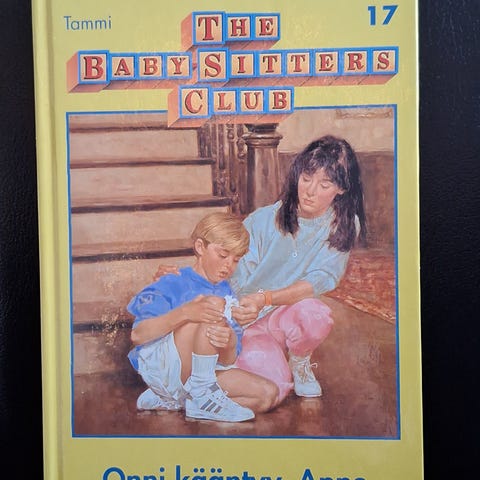 Tammi
17
THE
BABY-SITTERS
CLUB
Onni kääntyy, Anne